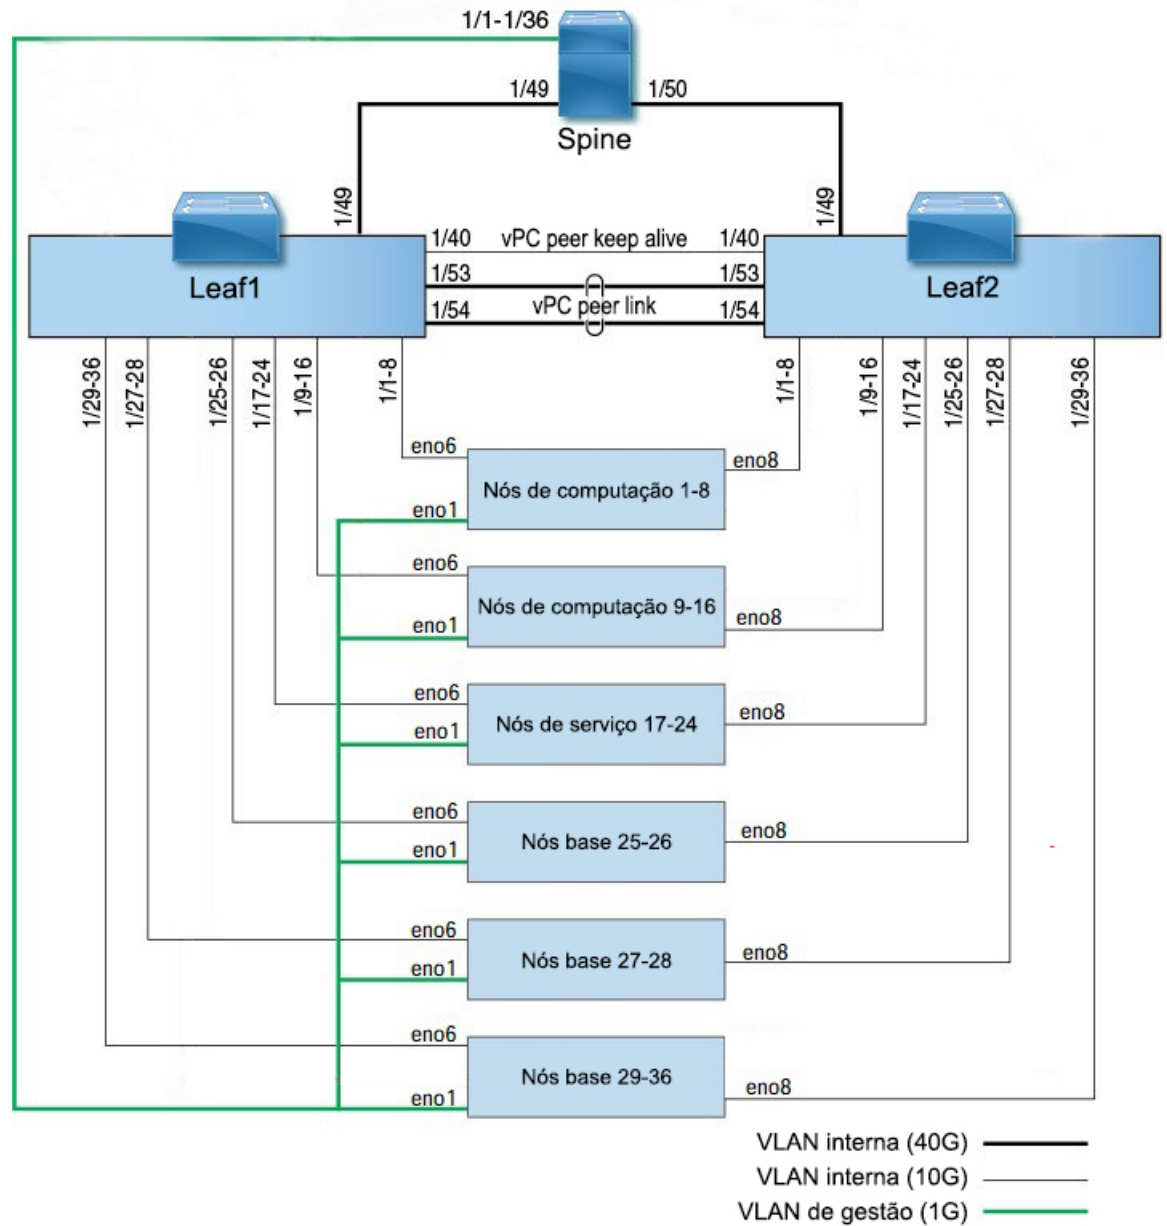 1/1-1/36
1/49
1/50
Spine
1/49
1/49
1/40 vPC peer keep alive 1/40
Leaf1
1/53
1/53
Leaf2
vPC peer link
1/54
1/54
1/29-36
1/27-28
1/25-26
1/17-24
1/9-16
1/1-8
1/1-8
1/9-16
1/17-24
1/25-26
1/27-28
1/29-36
eno6
eno8
Nós de computação 1-8
eno1
eno6
Nós de computação 9-16
eno8
eno1
eno6
eno8
Nós de serviço 17-24
eno1
eno6
eno8
Nós base 25-26
eno1
eno6
eno8
Nós base 27-28
eno1
eno6
Nós base 29-36
eno8
eno1
VLAN interna (40G)
VLAN interna (10G)
VLAN de gestão (1G)